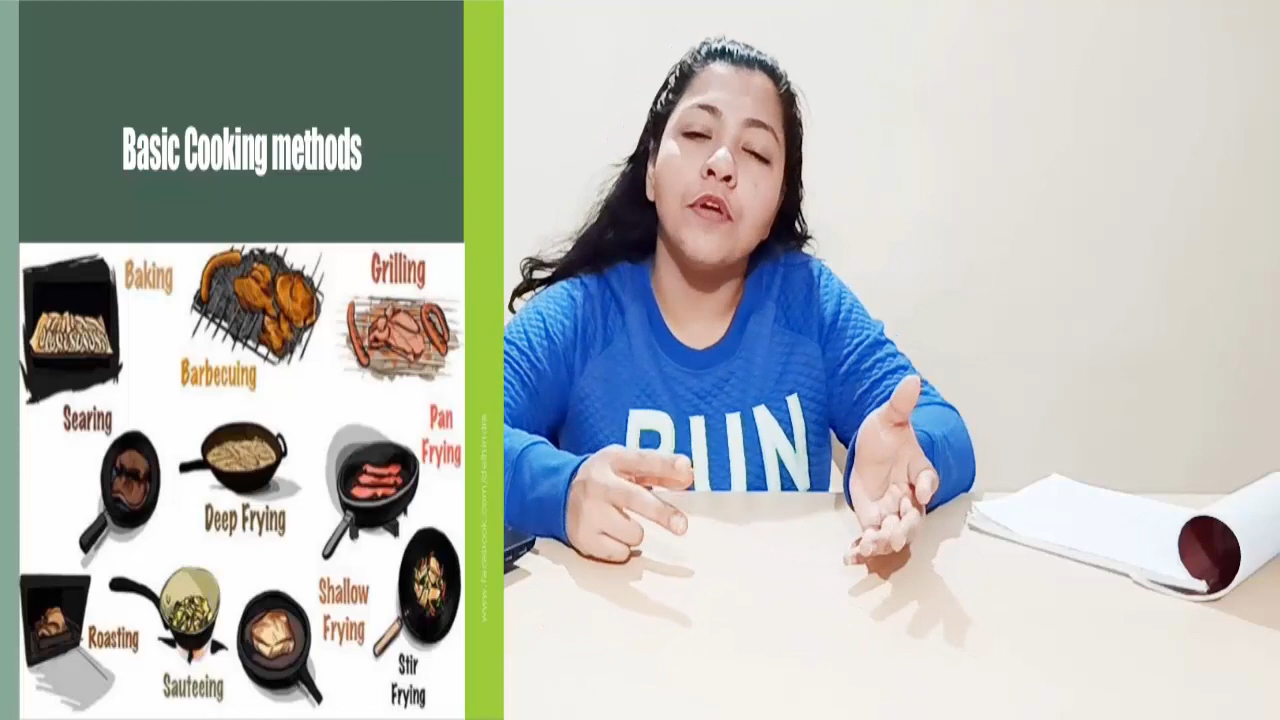 Basic Cooking methods
Baking
Grilling
Barbecuing
Searing
Pan
Frying
Deep Frying
Shallow
Frying
Roasting
Sauteeing
Stir
Frying
RUN